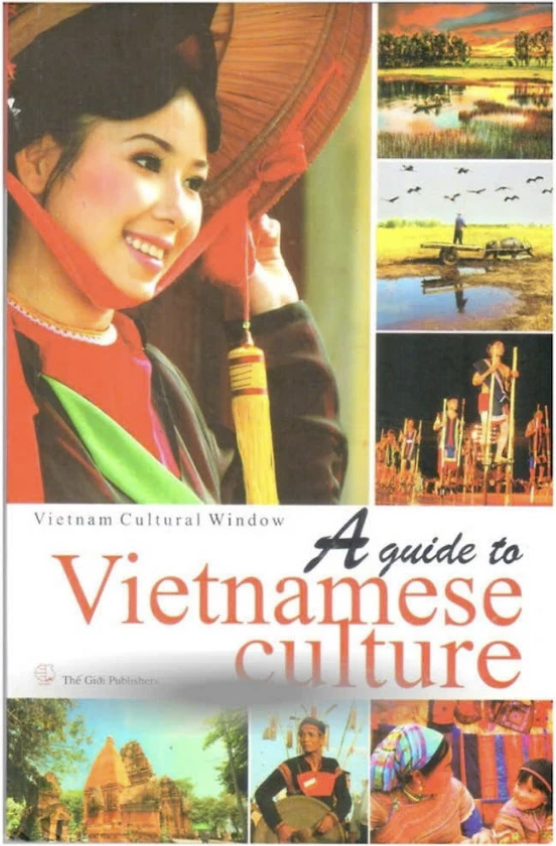 Vietnam Cultural Window
A guide to
Vietnamese
culture
Thế Giới Publishers